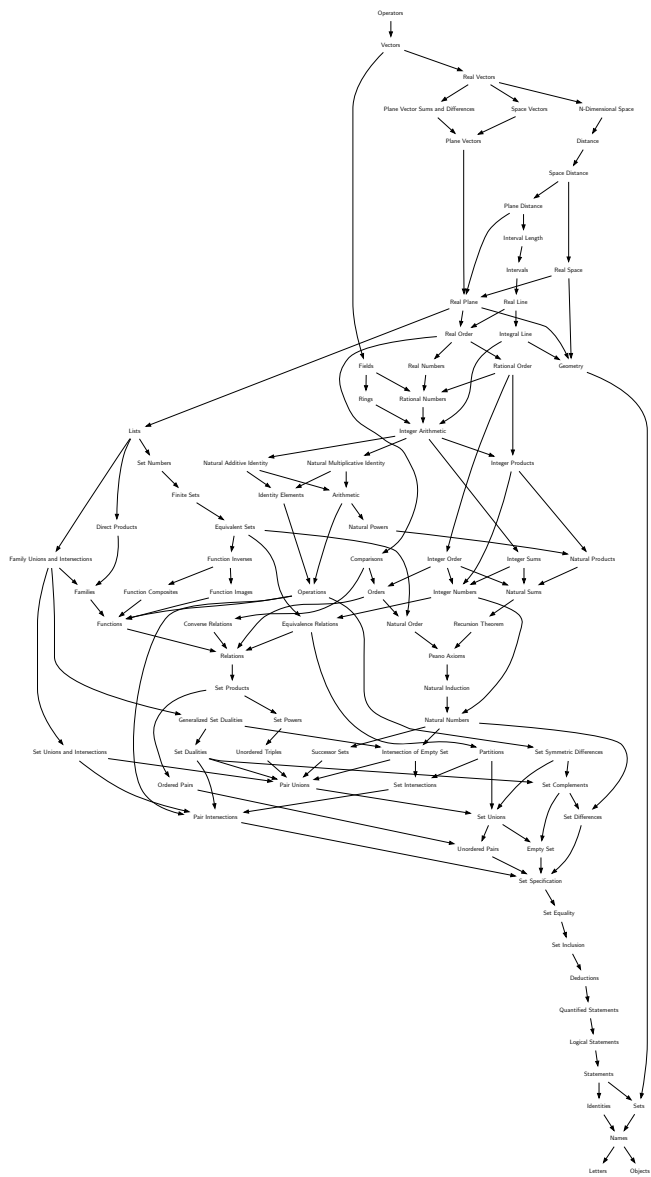 Operators
Vectors
Real Vectors
Plane Vector Sums and Differences
Space Vectors
N-Dimensional Space
Plane Vectors
Distance
Space Distance
Plane Distance
Interval Length
Intervals
Real Space
Real Plane
Real Line
Real Order
Integral Line
Fields
Real Numbers
Rational Order
Geometry
Rings
Rational Numbers
Lists
Integer Arithmetic
Set Numbers
Natural Additive Identity
Natural Multiplicative Identity
Integer Products
Finite Sets
Identity Elements
Arithmetic
Direct Products
Equivalent Sets
Natural Powers
Family Unions and Intersections
Function Inverses
Comparisons
Integer Order
Integer Sums
Natural Products
Families
Function Composites
Function Images
Operations
Orders
Integer Numbers
Natural Sums
Functions
Converse Relations
Equivalence Relations
Natural Order
Recursion Theorem
Relations
Peano Axioms
Set Products
Natural Induction
Generalized Set Dualities
Set Powers
Natural Numbers
Set Unions and Intersections
Set Dualities
Unordered Triples
Successor Sets
Intersection of Empty Set
Partitions
Set Symmetric Differences
Ordered Pairs
Pair Unions
Set Intersections
Set Complements
Pair Intersections
Set Unions
Set Differences
Unordered Pairs
Empty Set
Set Specification
Set Equality
Set Inclusion
Deductions
Quantified Statements
Logical Statements
Statements
Identities
Sets
Names
Letters
Objects